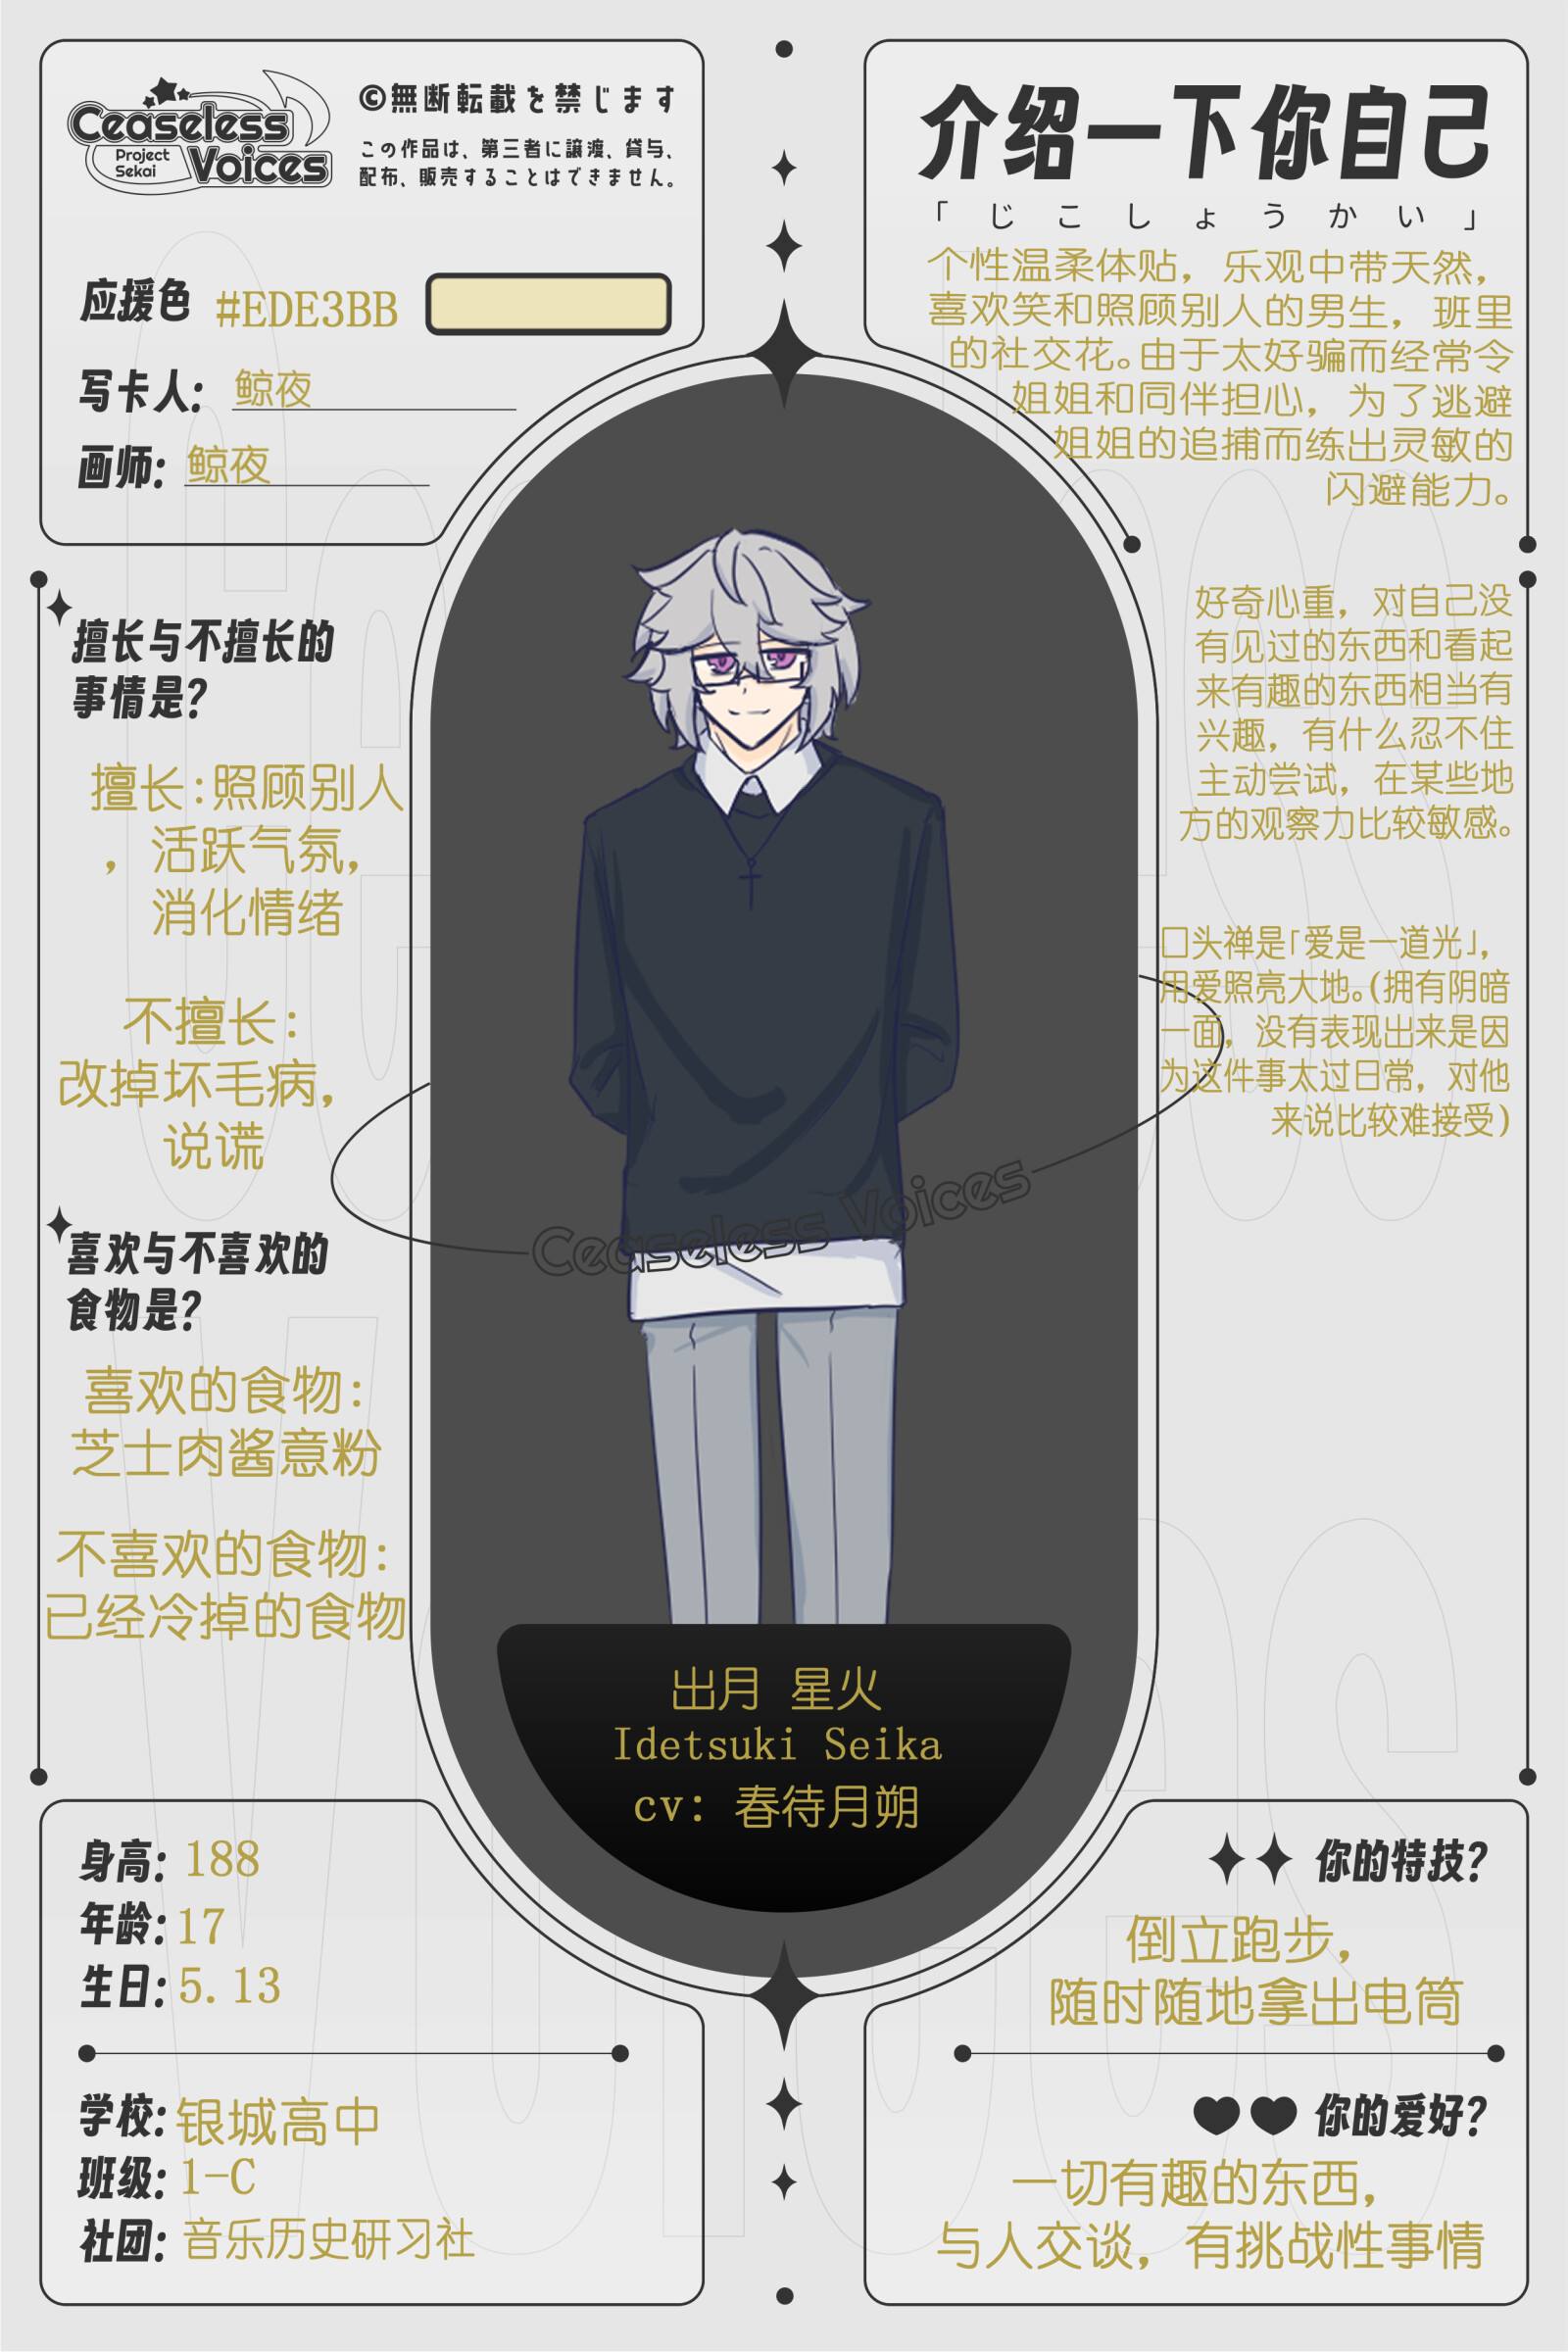 Ceaseless
Voices
Project
Sekai
©無断転載を禁じます
この作品は、第三者に譲渡、貸与、
配布、販売することはできません。
应援色 #EDE3BB
写卡人: 鲸夜
画师: 鲸夜
介绍一下你自己
「じこしょうかい」
个性温柔体贴，乐观中带天然，
喜欢笑和照顾别人的男生，班里
的社交花。由于太好骗而经常令
姐姐和同伴担心，为了逃避
姐姐的追捕而练出灵敏的
闪避能力。
好奇心重，对自己没
有见过的东西和看起
来有趣的东西相当有
兴趣，有什么忍不住
主动尝试，在某些地
方的观察力比较敏感。
口头禅是「爱是一道光」，
用爱照亮大地。(拥有阴暗
一面，没有表现出来是因
为这件事太过日常，对他
来说比较难接受)
擅长与不擅长的
事情是?
擅长:照顾别人
，活跃气氛，
消化情绪
不擅长:
改掉坏毛病，
说谎
喜欢与不喜欢的
食物是?
喜欢的食物:
芝士肉酱意粉
不喜欢的食物:
已经冷掉的食物
Ceaseless Voices
出月 星火
Idetsuki Seika
cv: 春待月朔
身高: 188
年龄: 17
生日: 5.13
学校: 银城高中
班级: 1-C
社团: 音乐历史研习社
你的特技?
倒立跑步，
随时随地拿出电筒
你的爱好?
一切有趣的东西，
与人交谈，有挑战性事情